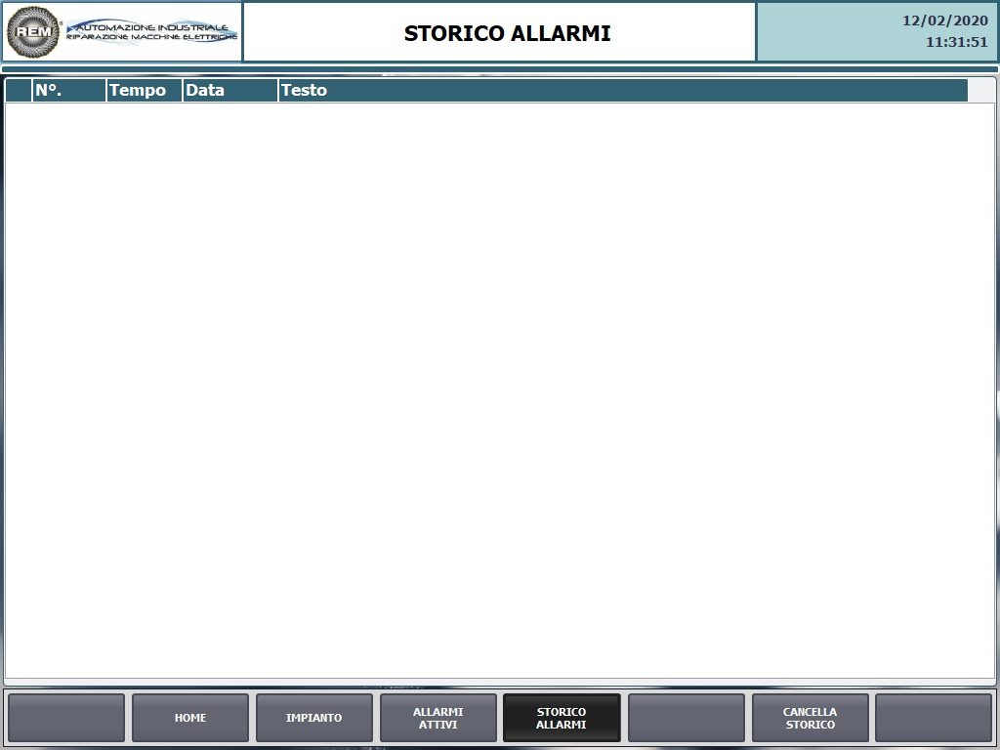 REM
AUTOMAZIONE INDUSTRIALE
RIPARAZIONE MACCHINE ELETTRICHE
STORICO ALLARMI
12/02/2020
11:31:51
N°. Tempo Data Testo
HOME
IMPIANTO
ALLARMI
ATTIVI
STORICO
ALLARMI
CANCELLA
STORICO